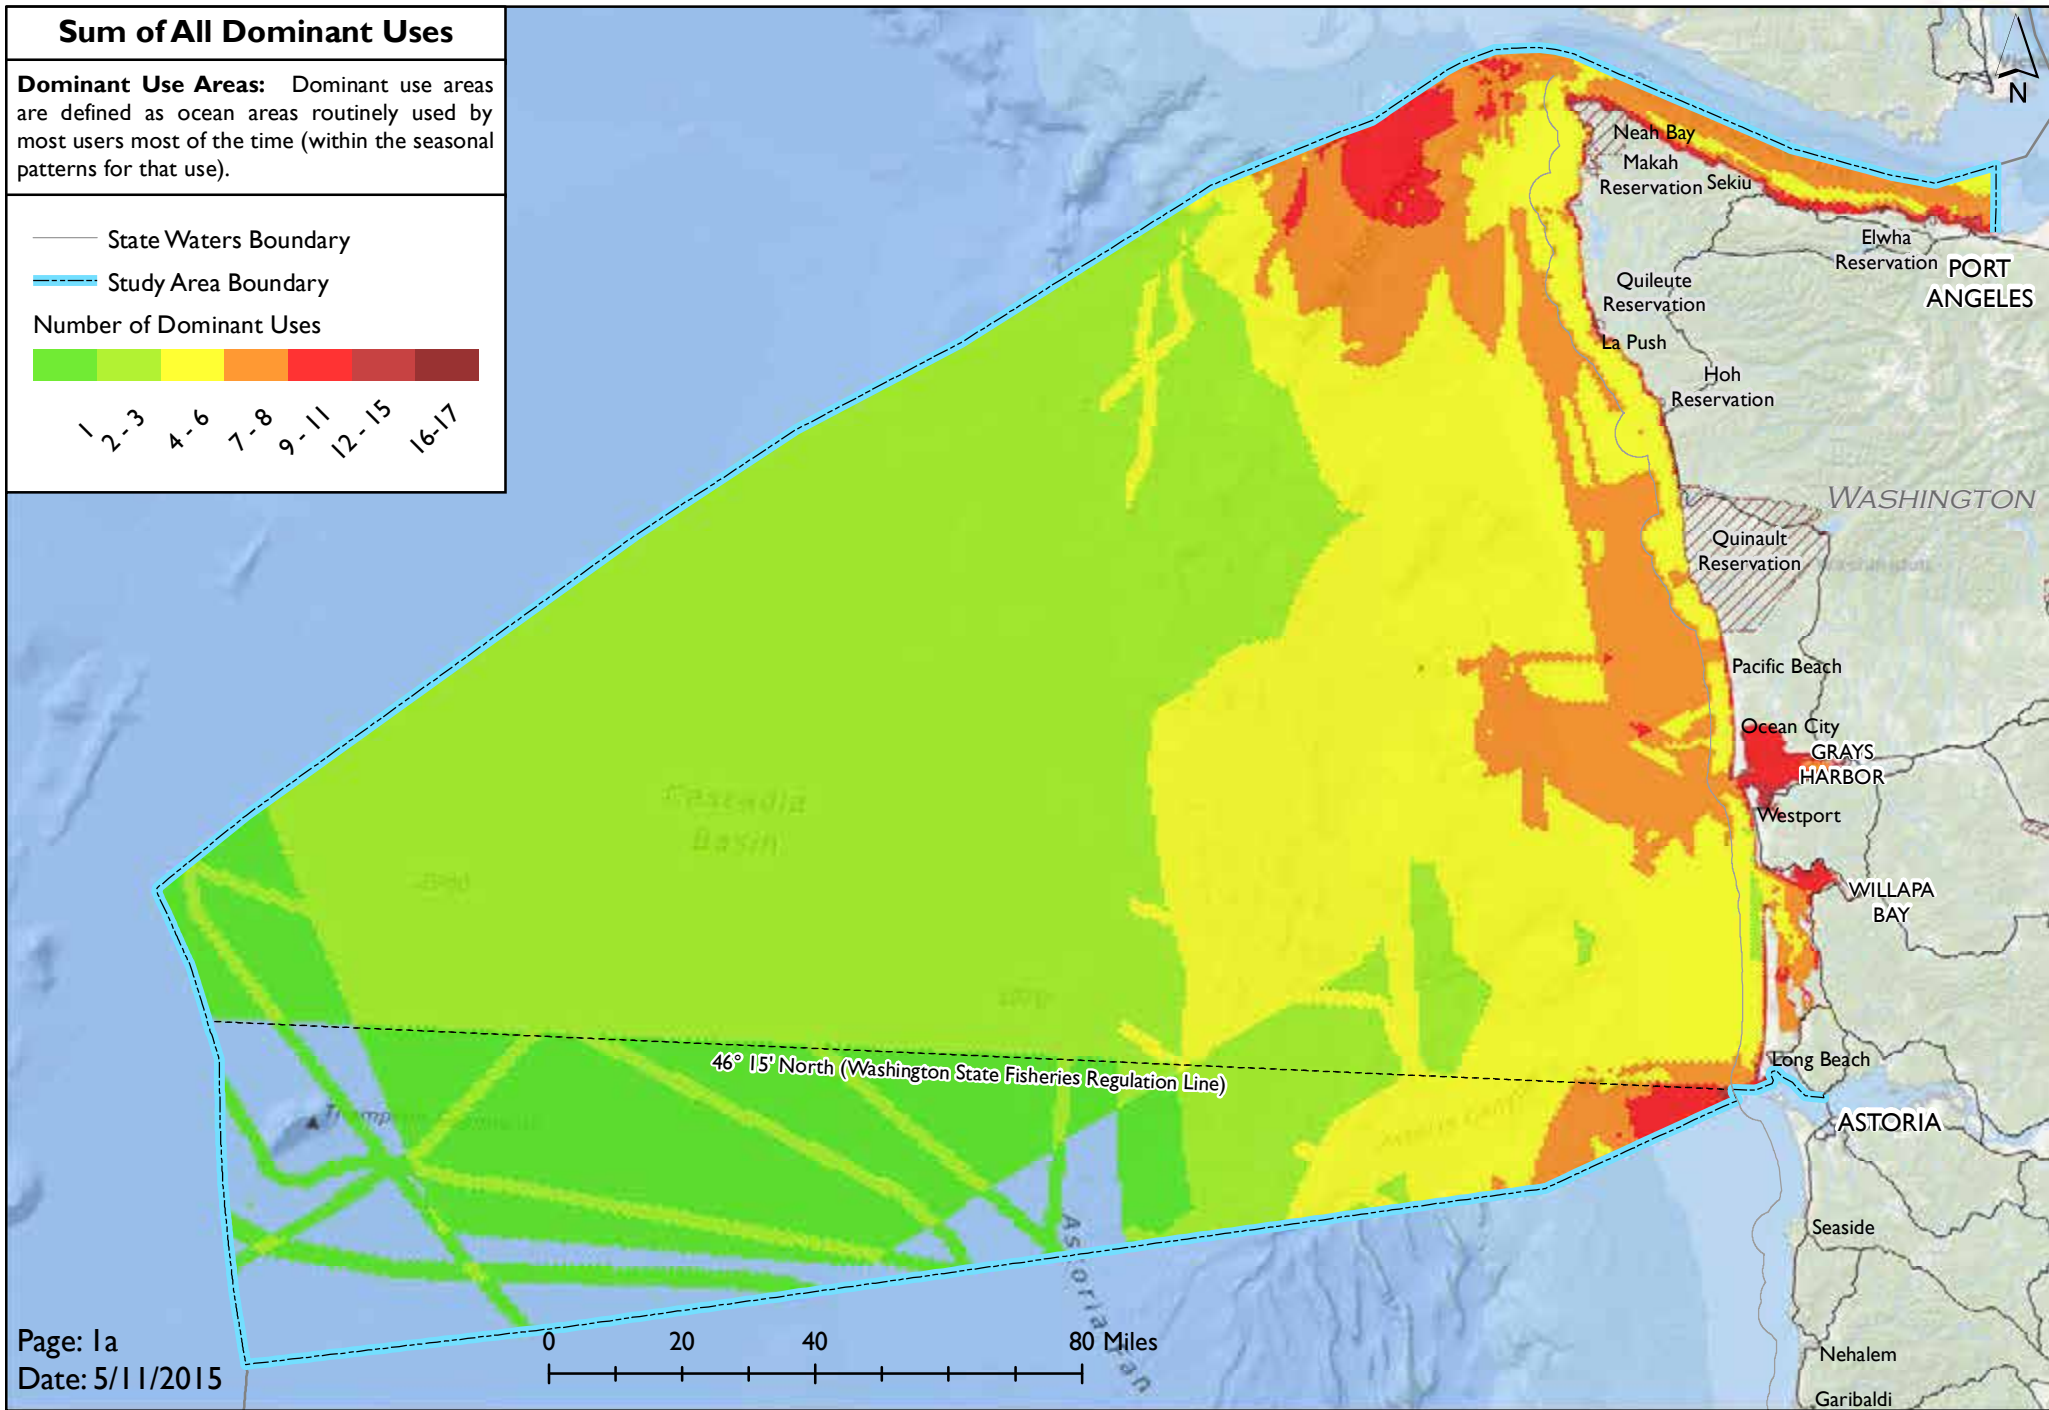 Sum of All Dominant Uses
Dominant Use Areas: Dominant use areas
are defined as ocean areas routinely used by
most users most of the time (within the seasonal
patterns for that use).
State Waters Boundary
Study Area Boundary
Number of Dominant Uses
1
2 - 3
4 - 6
7 - 8
9 - 11
12 - 15
16-17
N
Neah Bay
Makah
Reservation
Sekiu
Elwha
Reservation
PORT
ANGELES
Quileute
Reservation
La Push
Hoh
Reservation
WASHINGTON
Quinault
Reservation
Pacific Beach
Ocean City
GRAYS
HARBOR
Westport
Cascadia
Basin
WILLAPA
BAY
Long Beach
46° 15' North (Washington State Fisheries Regulation Line)
ASTORIA
Seaside
Nehalem
Garibaldi
Page: 1a
Date: 5/11/2015
0 20 40 80 Miles